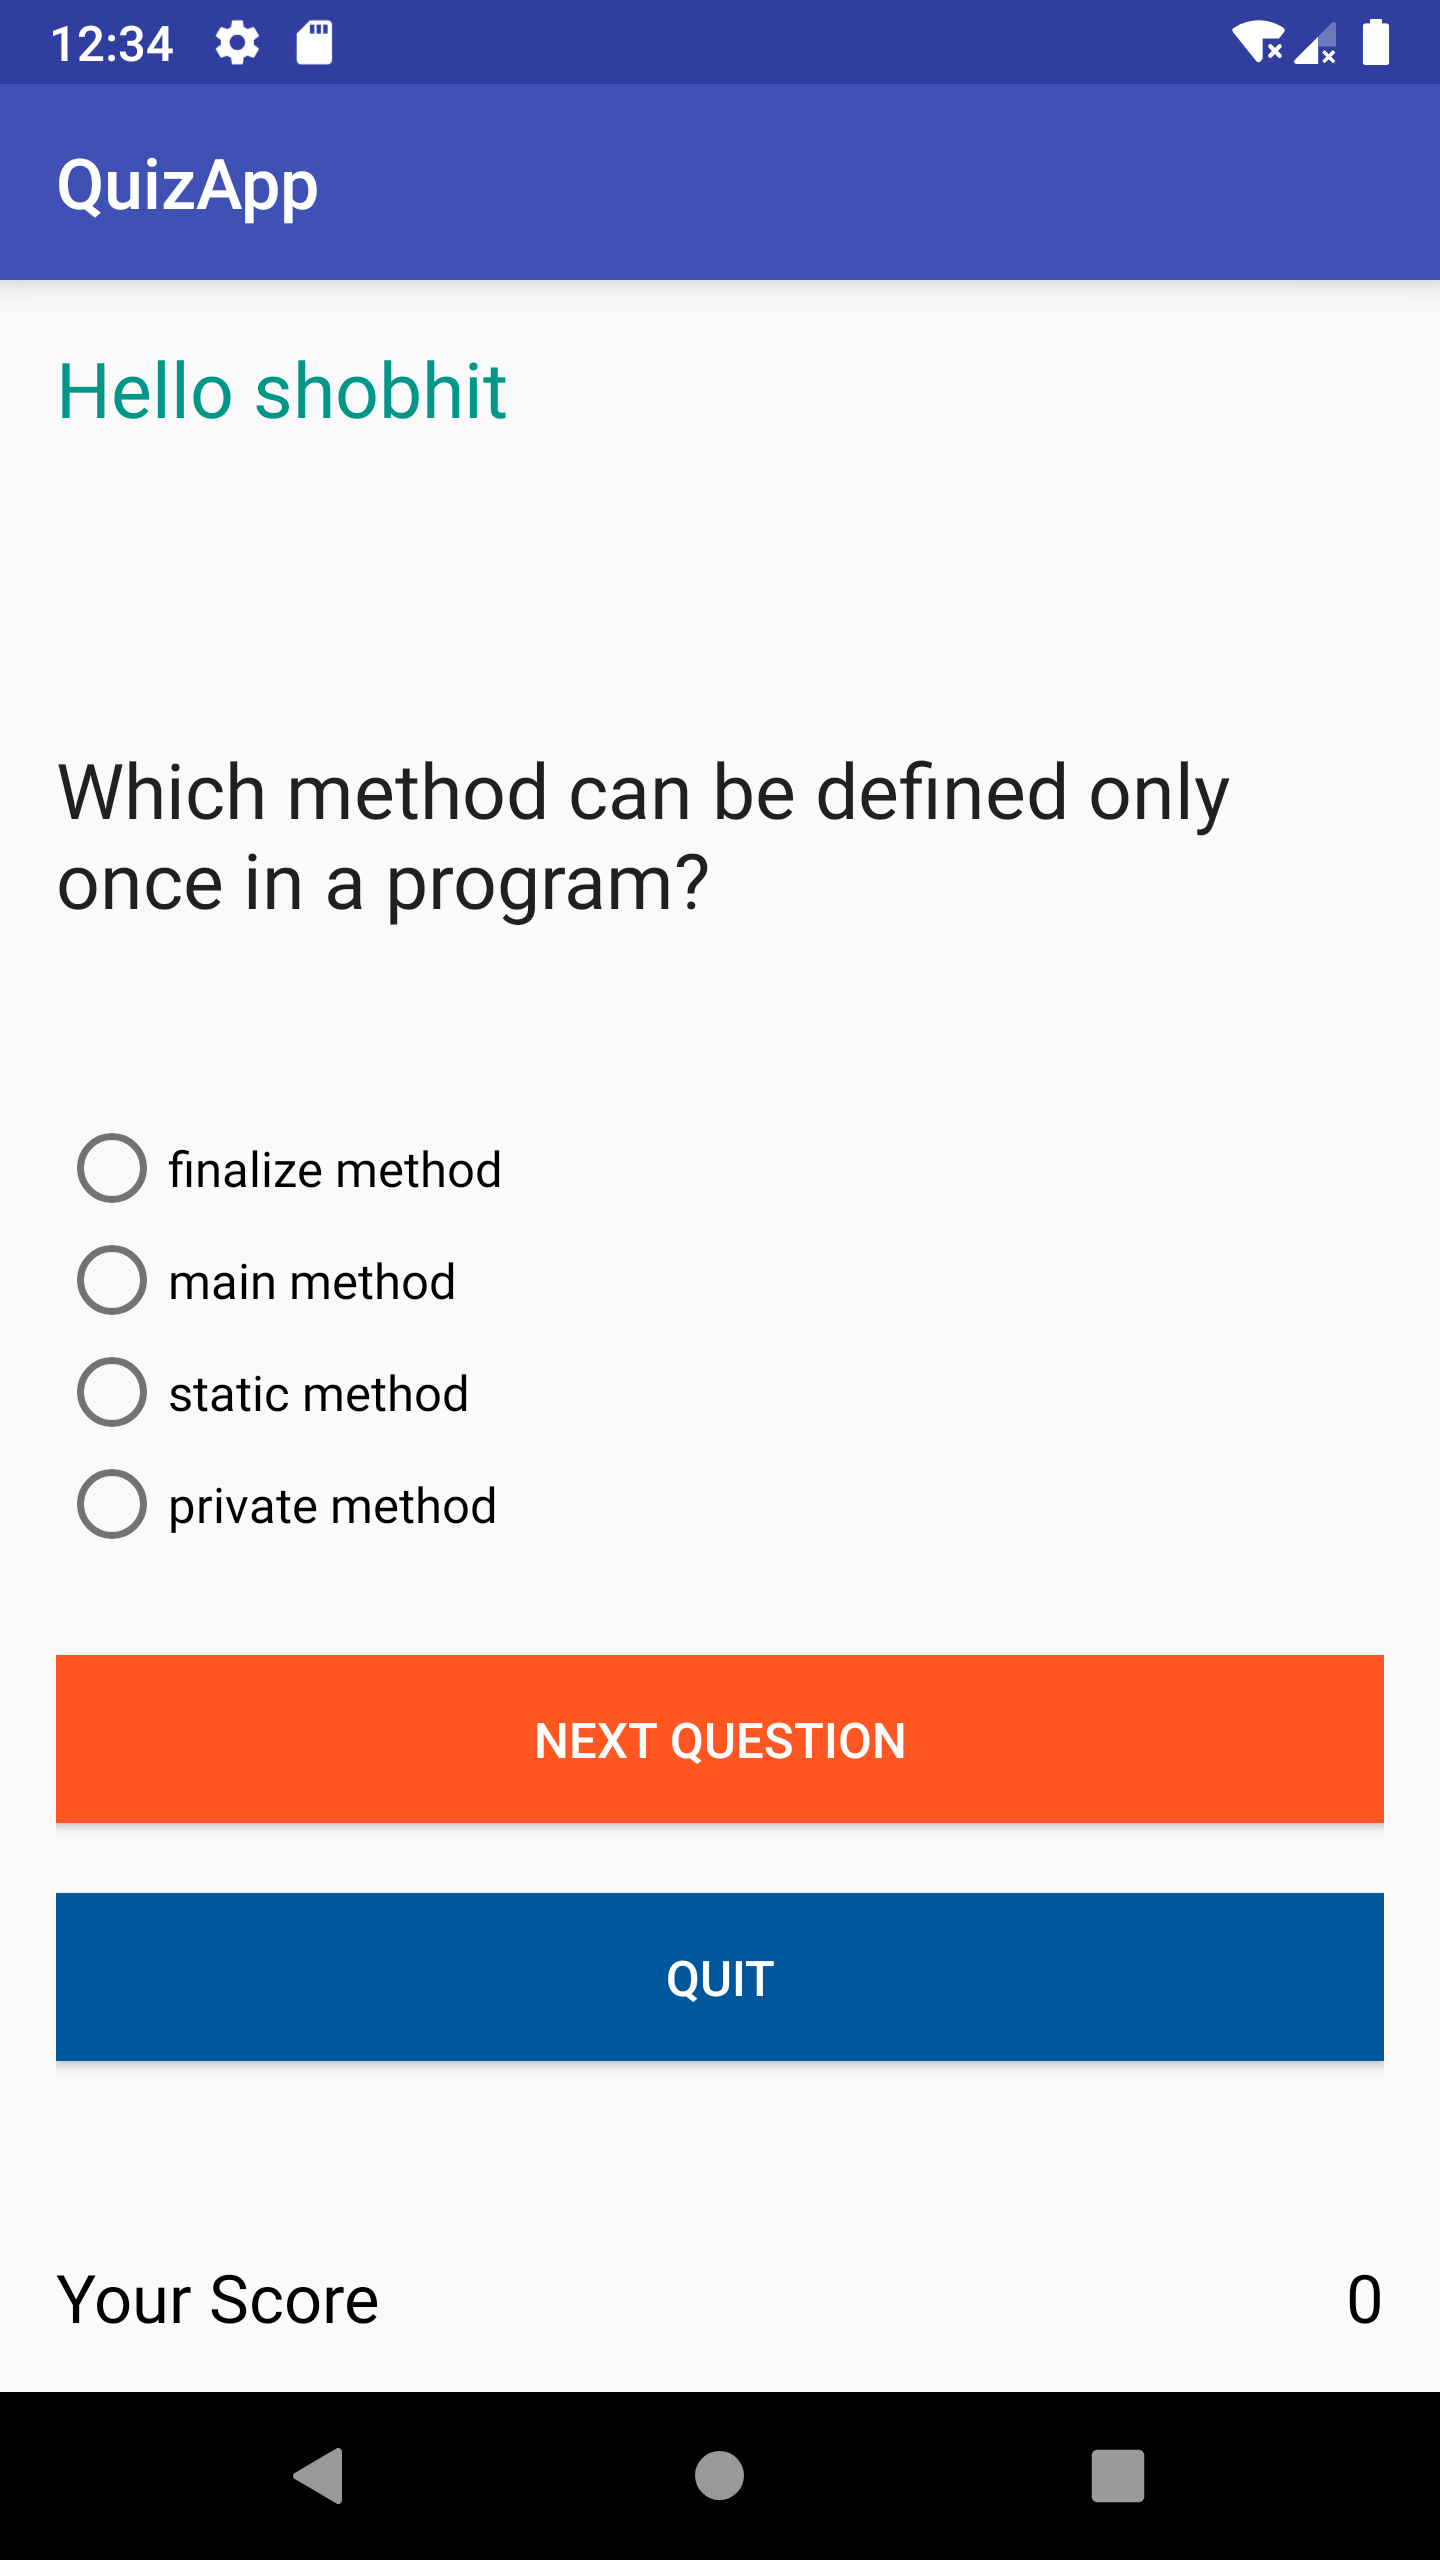 12:34
QuizApp
Hello shobhit
Which method can be defined only
once in a program?
finalize method
main method
static method
private method
NEXT QUESTION
QUIT
Your Score 0